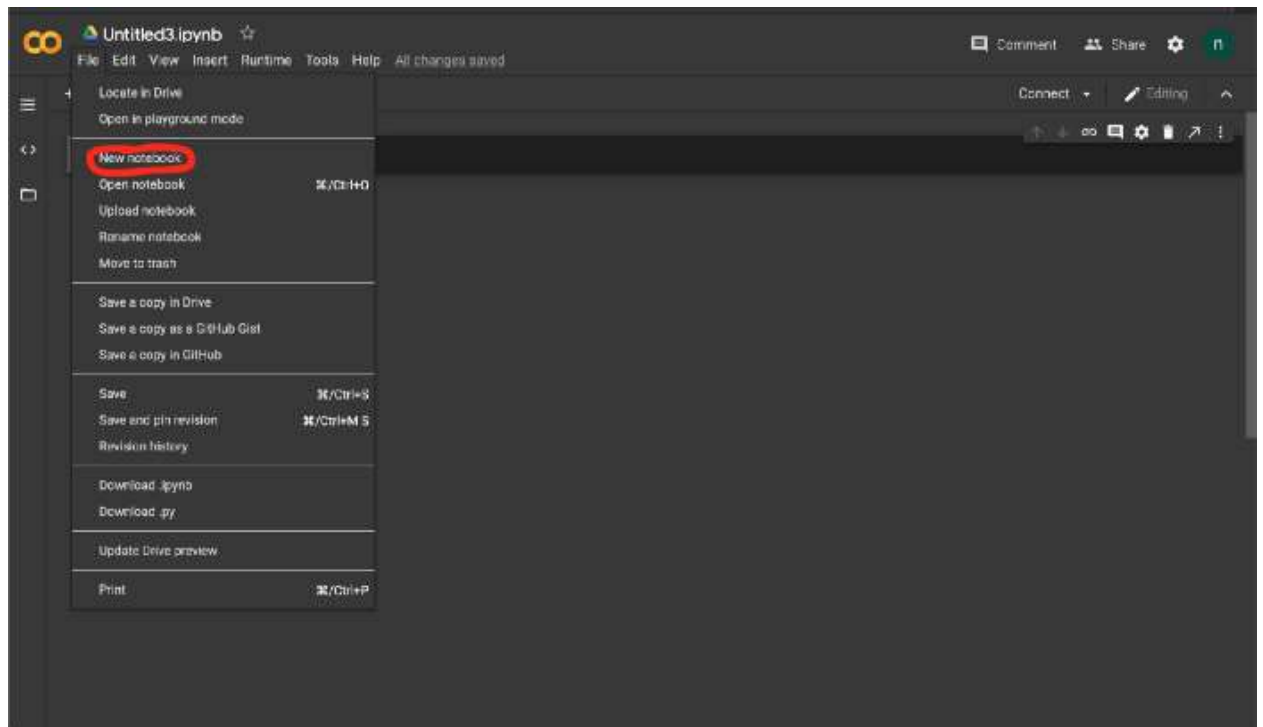 Untitled3.ipynb
Comment Share n
File Edit View Insert Runtime Tools Help All changes saved
Locate in Drive
Connect Editing
Open in playground mode
New notebook
Open notebook ⌘/Ctrl+O
Upload notebook
Rename notebook
Move to trash
Save a copy in Drive
Save a copy as a GitHub Gist
Save a copy in GitHub
Save ⌘/Ctrl+S
Save and pin revision ⌘/Ctrl+M S
Revision history
Download .ipynb
Download .py
Update Drive preview
Print ⌘/Ctrl+P